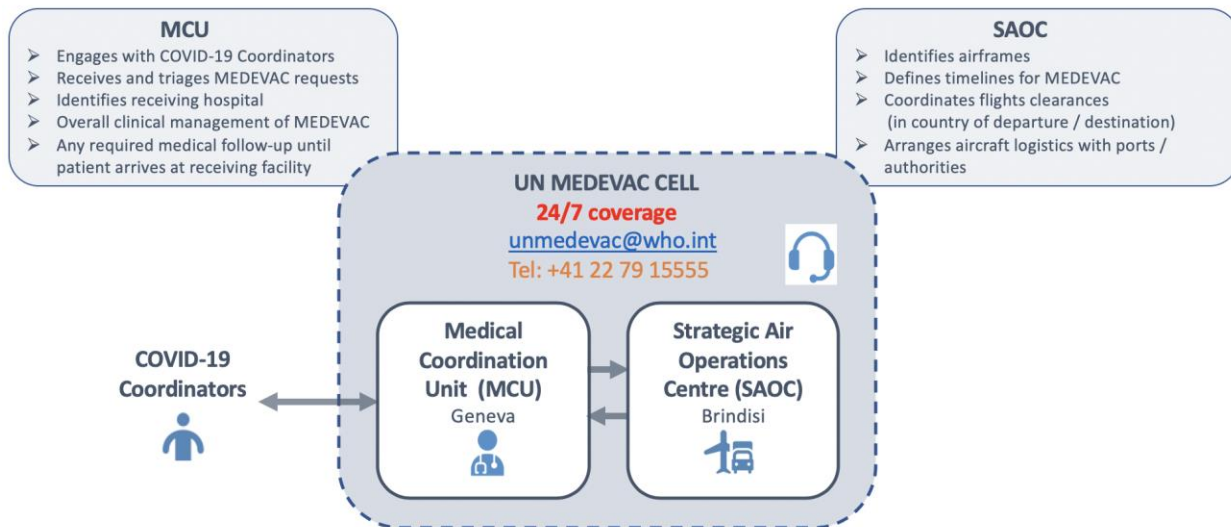 MCU
➢ Engages with COVID-19 Coordinators
➢ Receives and triages MEDEVAC requests
➢ Identifies receiving hospital
➢ Overall clinical management of MEDEVAC
➢ Any required medical follow-up until
patient arrives at receiving facility
SAOC
➢ Identifies airframes
➢ Defines timelines for MEDEVAC
➢ Coordinates flights clearances
(in country of departure / destination)
➢ Arranges aircraft logistics with ports /
authorities
UN MEDEVAC CELL
24/7 coverage
unmedevac@who.int
Tel: +41 22 79 15555
COVID-19
Coordinators
Medical
Coordination
Unit (MCU)
Geneva
Strategic Air
Operations
Centre (SAOC)
Brindisi